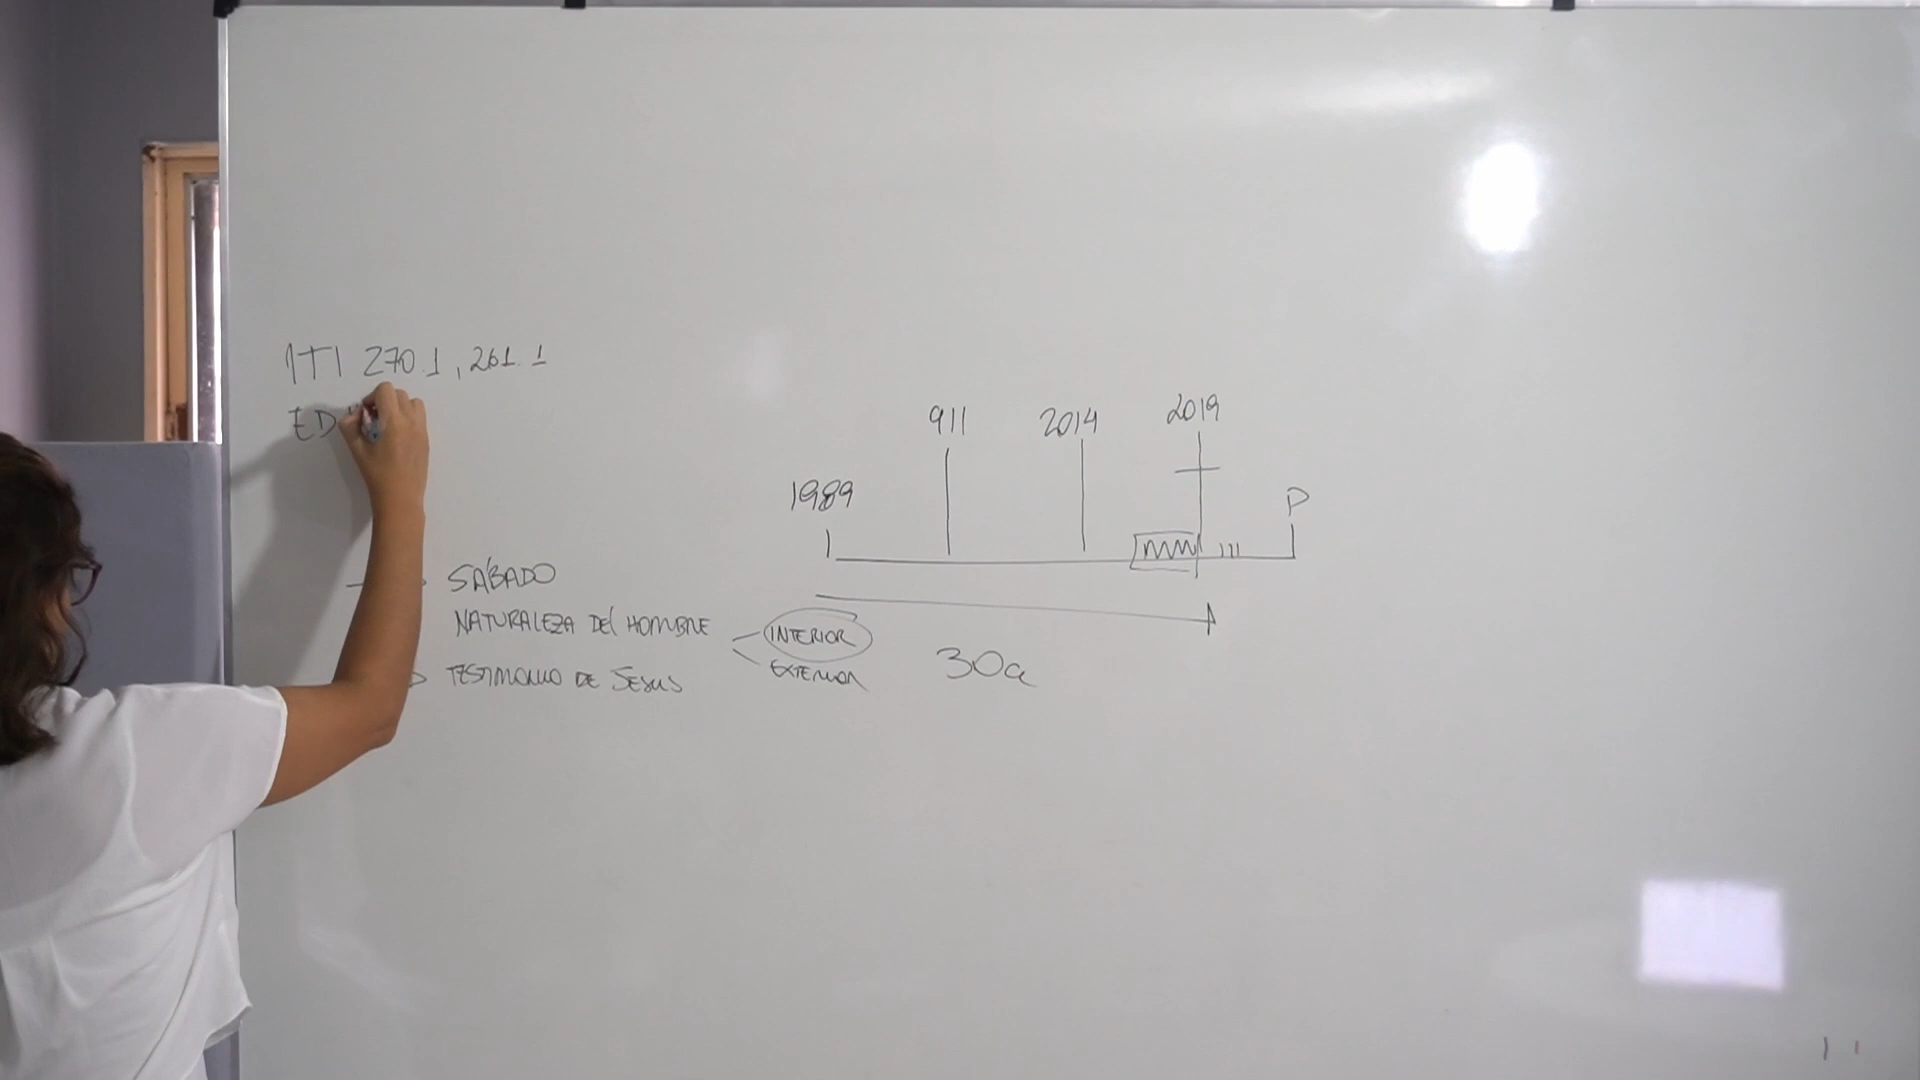 1T1 270.1, 261.1
ED
911 2014 2019
1989 P
SÁBADO
NATURALEZA DEL HOMBRE
INTERIOR
EXTERIOR
TESTIMONIO DE JESUS
30a